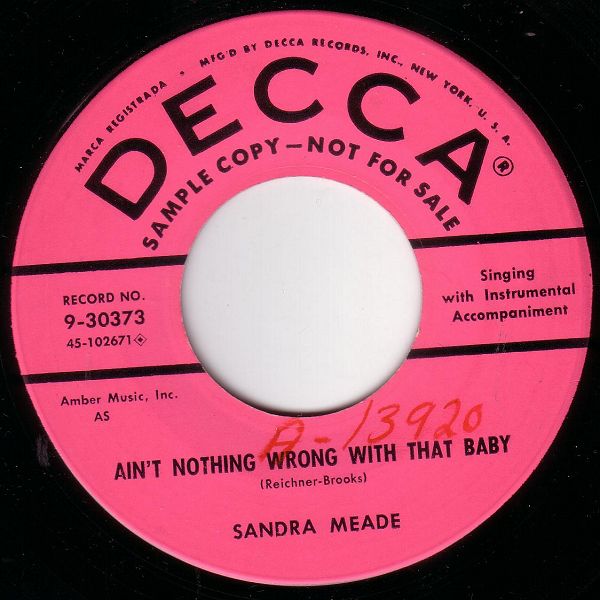 MARCA REGISTRADA • MFG'D BY DECCA RECORDS, INC., NEW YORK, U. S. A.
DECCA®
SAMPLE COPY—NOT FOR SALE
RECORD NO.
9-30373
45-102671
Singing
with Instrumental
Accompaniment
Amber Music, Inc.
AS
A-13920
AIN'T NOTHING WRONG WITH THAT BABY
(Reichner-Brooks)
SANDRA MEADE